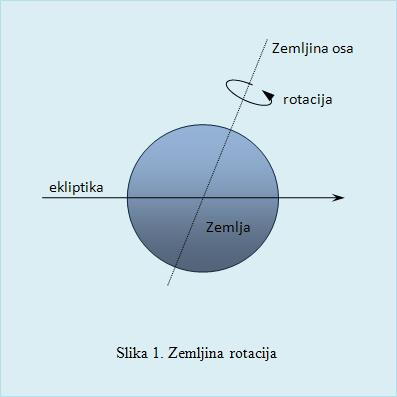 Zemljina osa
rotacija
ekliptika
Zemlja
Slika 1. Zemljina rotacija